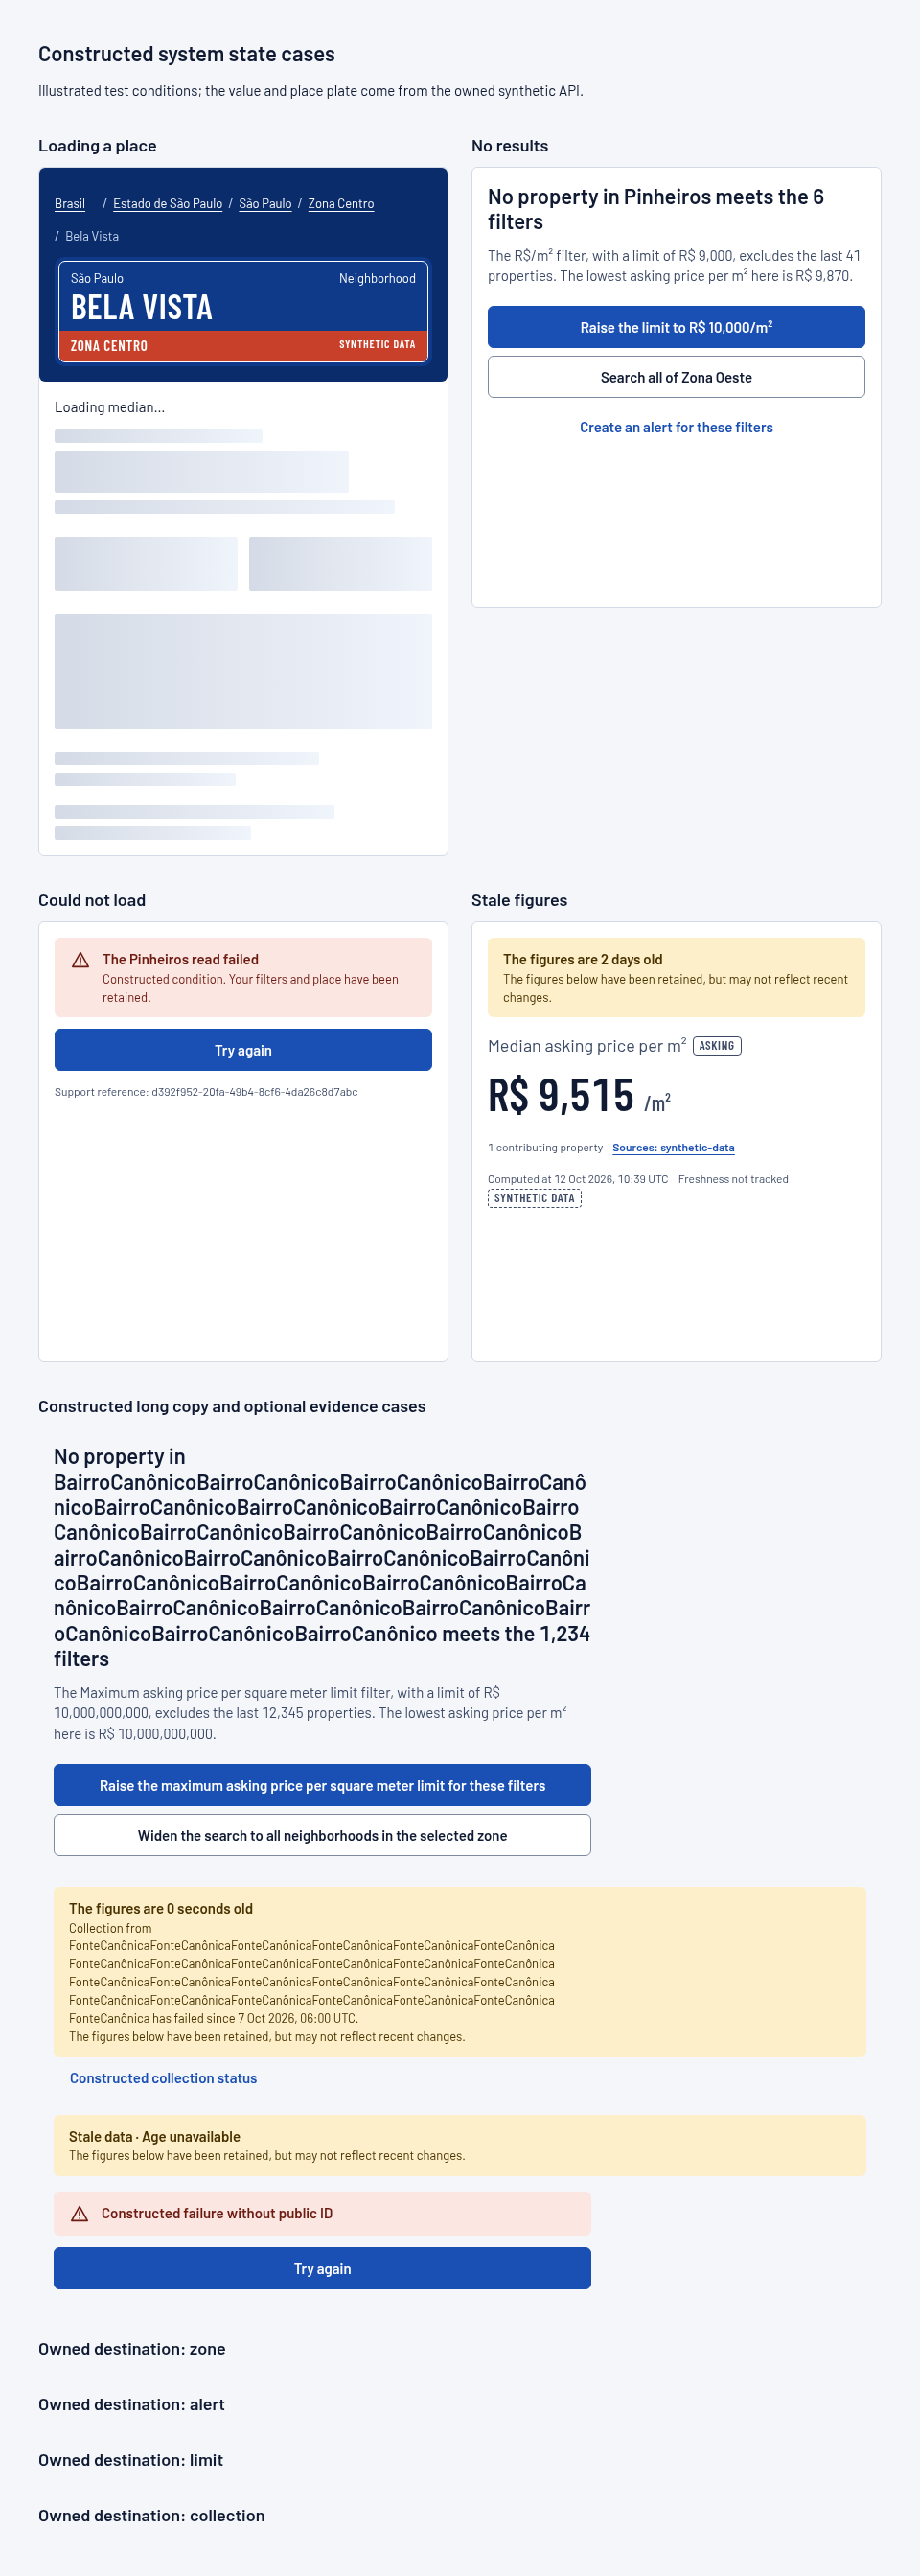 Constructed system state cases
Illustrated test conditions; the value and place plate come from the owned synthetic API.
Loading a place
Brasil / Estado de São Paulo / São Paulo / Zona Centro
/ Bela Vista
São Paulo Neighborhood
BELA VISTA
ZONA CENTRO SYNTHETIC DATA
Loading median...
No results
No property in Pinheiros meets the 6
filters
The R$/m² filter, with a limit of R$ 9,000, excludes the last 41
properties. The lowest asking price per m² here is R$ 9,870.
Raise the limit to R$ 10,000/m²
Search all of Zona Oeste
Create an alert for these filters
Could not load
The Pinheiros read failed
Constructed condition. Your filters and place have been
retained.
Try again
Support reference: d392f952-20fa-49b4-8cf6-4da26c8d7abc
Stale figures
The figures are 2 days old
The figures below have been retained, but may not reflect recent
changes.
Median asking price per m² ASKING
R$ 9,515 /m²
1 contributing property Sources: synthetic-data
Computed at 12 Oct 2026, 10:39 UTC Freshness not tracked
SYNTHETIC DATA
Constructed long copy and optional evidence cases
No property in
BairroCanônicoBairroCanônicoBairroCanônicoBairroCanô
nicoBairroCanônicoBairroCanônicoBairroCanônicoBairro
CanônicoBairroCanônicoBairroCanônicoBairroCanônicoB
airroCanônicoBairroCanônicoBairroCanônicoBairroCanôni
coBairroCanônicoBairroCanônicoBairroCanônicoBairroCa
nônicoBairroCanônicoBairroCanônicoBairroCanônicoBairr
oCanônicoBairroCanônicoBairroCanônico meets the 1,234
filters
The Maximum asking price per square meter limit filter, with a limit of R$
10,000,000,000, excludes the last 12,345 properties. The lowest asking price per m²
here is R$ 10,000,000,000.
Raise the maximum asking price per square meter limit for these filters
Widen the search to all neighborhoods in the selected zone
The figures are 0 seconds old
Collection from
FonteCanônicaFonteCanônicaFonteCanônicaFonteCanônicaFonteCanônicaFonteCanônica
FonteCanônicaFonteCanônicaFonteCanônicaFonteCanônicaFonteCanônicaFonteCanônica
FonteCanônicaFonteCanônicaFonteCanônicaFonteCanônicaFonteCanônicaFonteCanônica
FonteCanônicaFonteCanônicaFonteCanônicaFonteCanônicaFonteCanônicaFonteCanônica
FonteCanônica has failed since 7 Oct 2026, 06:00 UTC.
The figures below have been retained, but may not reflect recent changes.
Constructed collection status
Stale data · Age unavailable
The figures below have been retained, but may not reflect recent changes.
Constructed failure without public ID
Try again
Owned destination: zone
Owned destination: alert
Owned destination: limit
Owned destination: collection